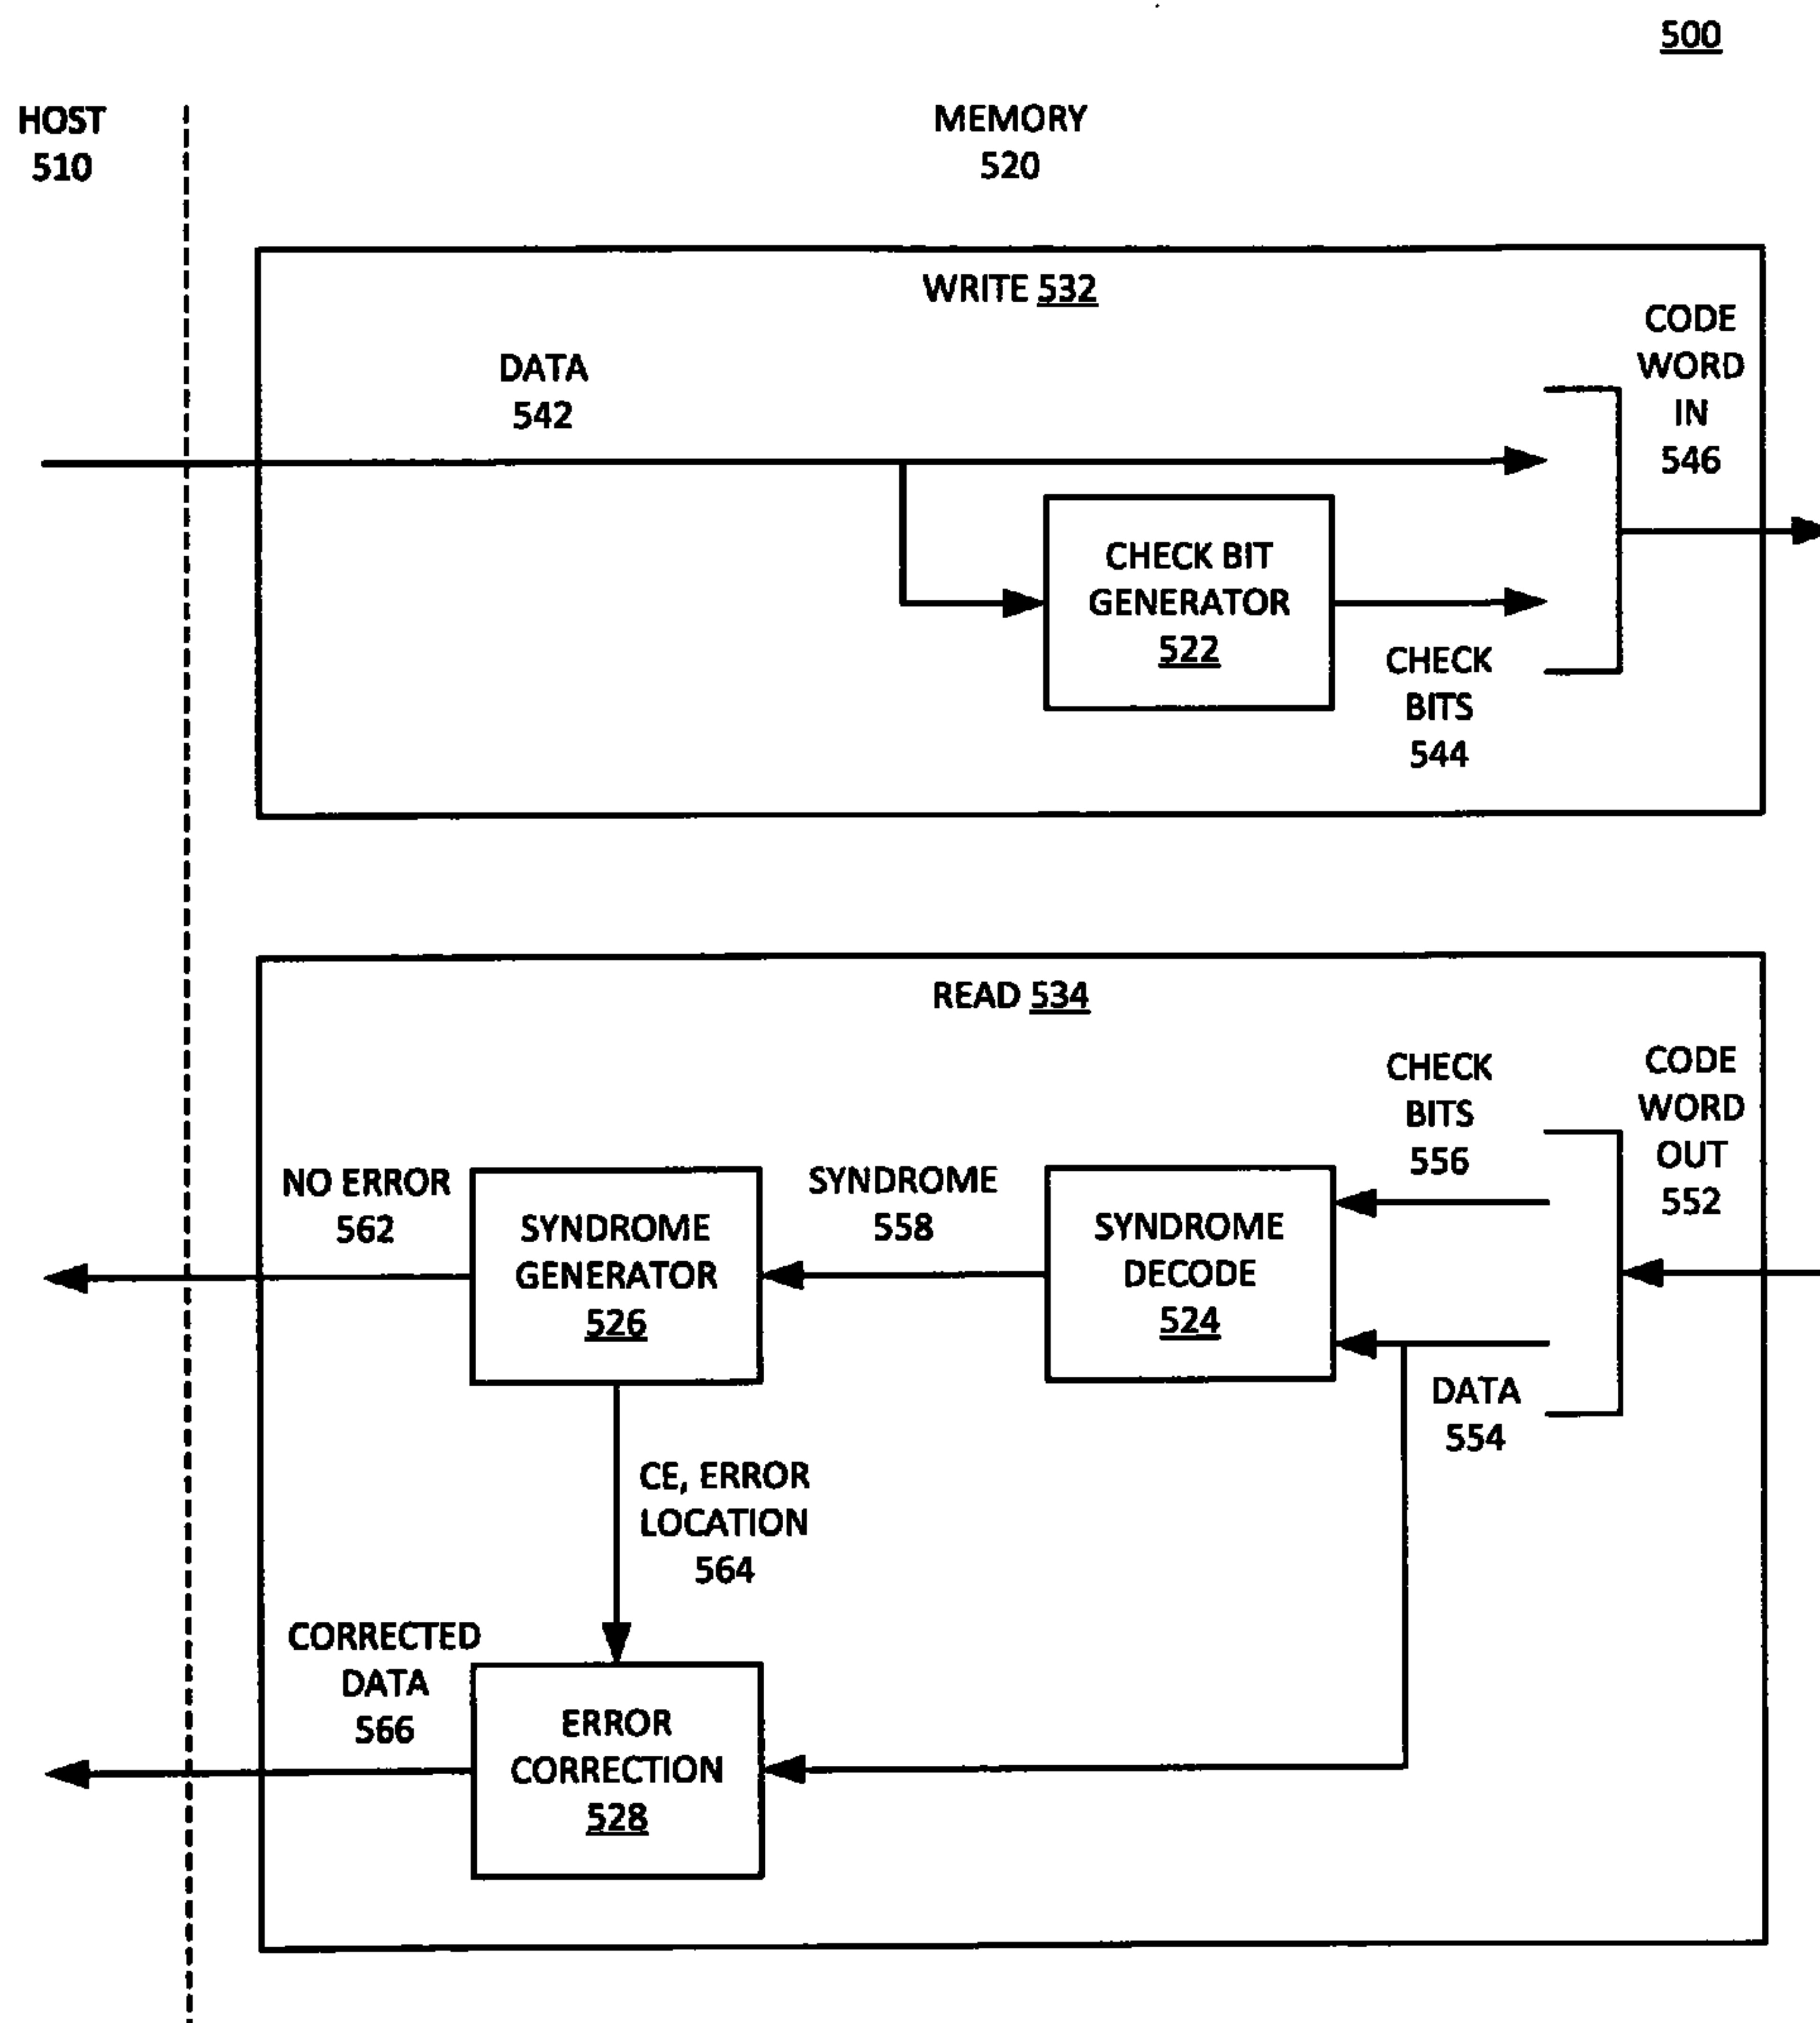 500
HOST
510
MEMORY
520
WRITE 532
DATA
542
CODE
WORD
IN
546
CHECK BIT
GENERATOR
522
CHECK
BITS
544
READ 534
CHECK
BITS
556
CODE
WORD
OUT
552
NO ERROR
562
SYNDROME
GENERATOR
526
SYNDROME
558
SYNDROME
DECODE
524
DATA
554
CE, ERROR
LOCATION
564
CORRECTED
DATA
566
ERROR
CORRECTION
528